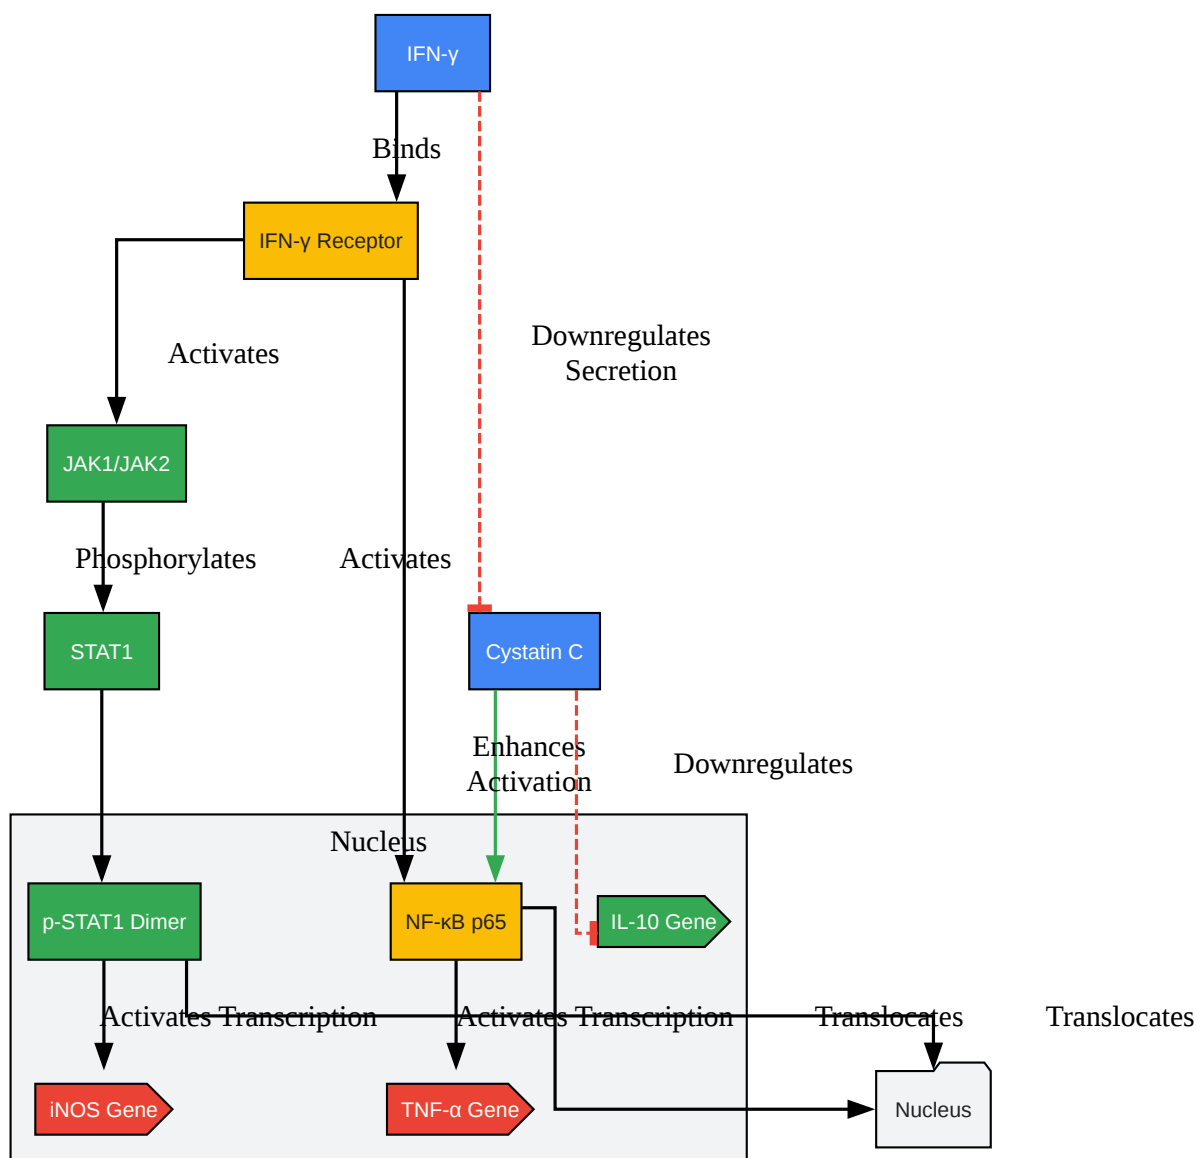 IFN-γ
Binds
IFN-γ Receptor
Downregulates
Secretion
Activates
JAK1/JAK2
Phosphorylates
Activates
STAT1
Cystatin C
Enhances
Activation
Downregulates
Nucleus
p-STAT1 Dimer
NF-κB p65
IL-10 Gene
Activates Transcription
Activates Transcription
Translocates
Translocates
iNOS Gene
TNF-α Gene
Nucleus